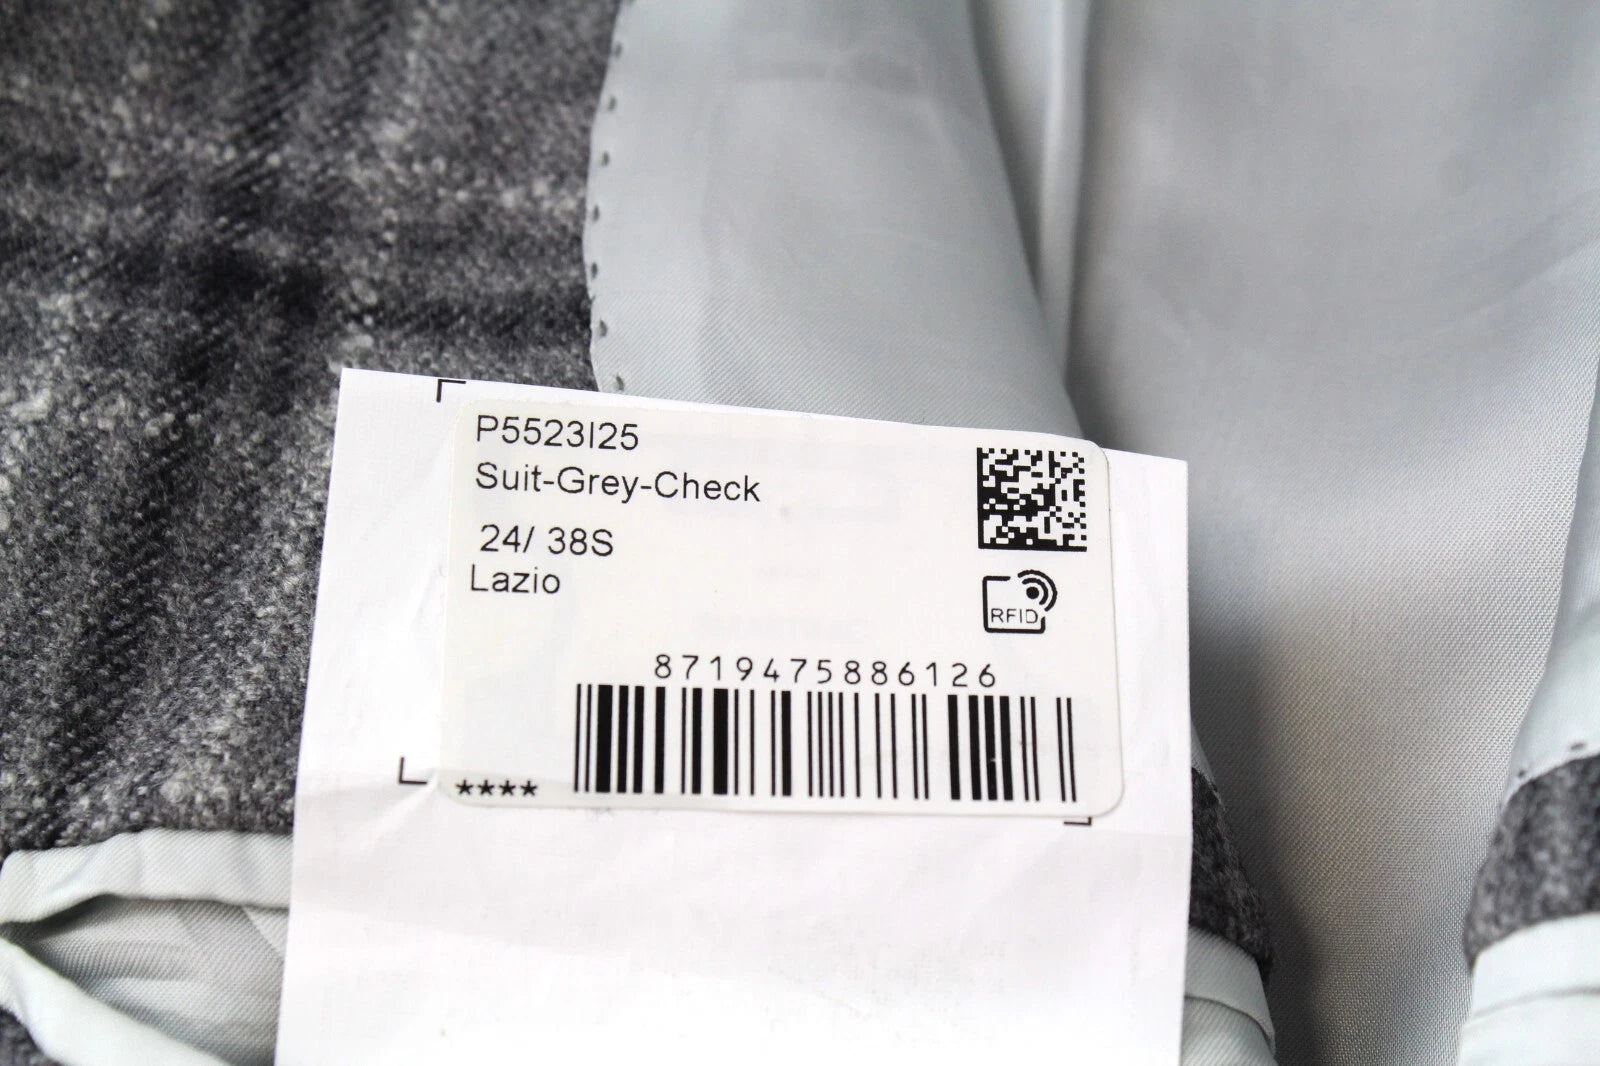 P5523I25
Suit-Grey-Check
24/ 38S
Lazio
RFID
8719475886126
****